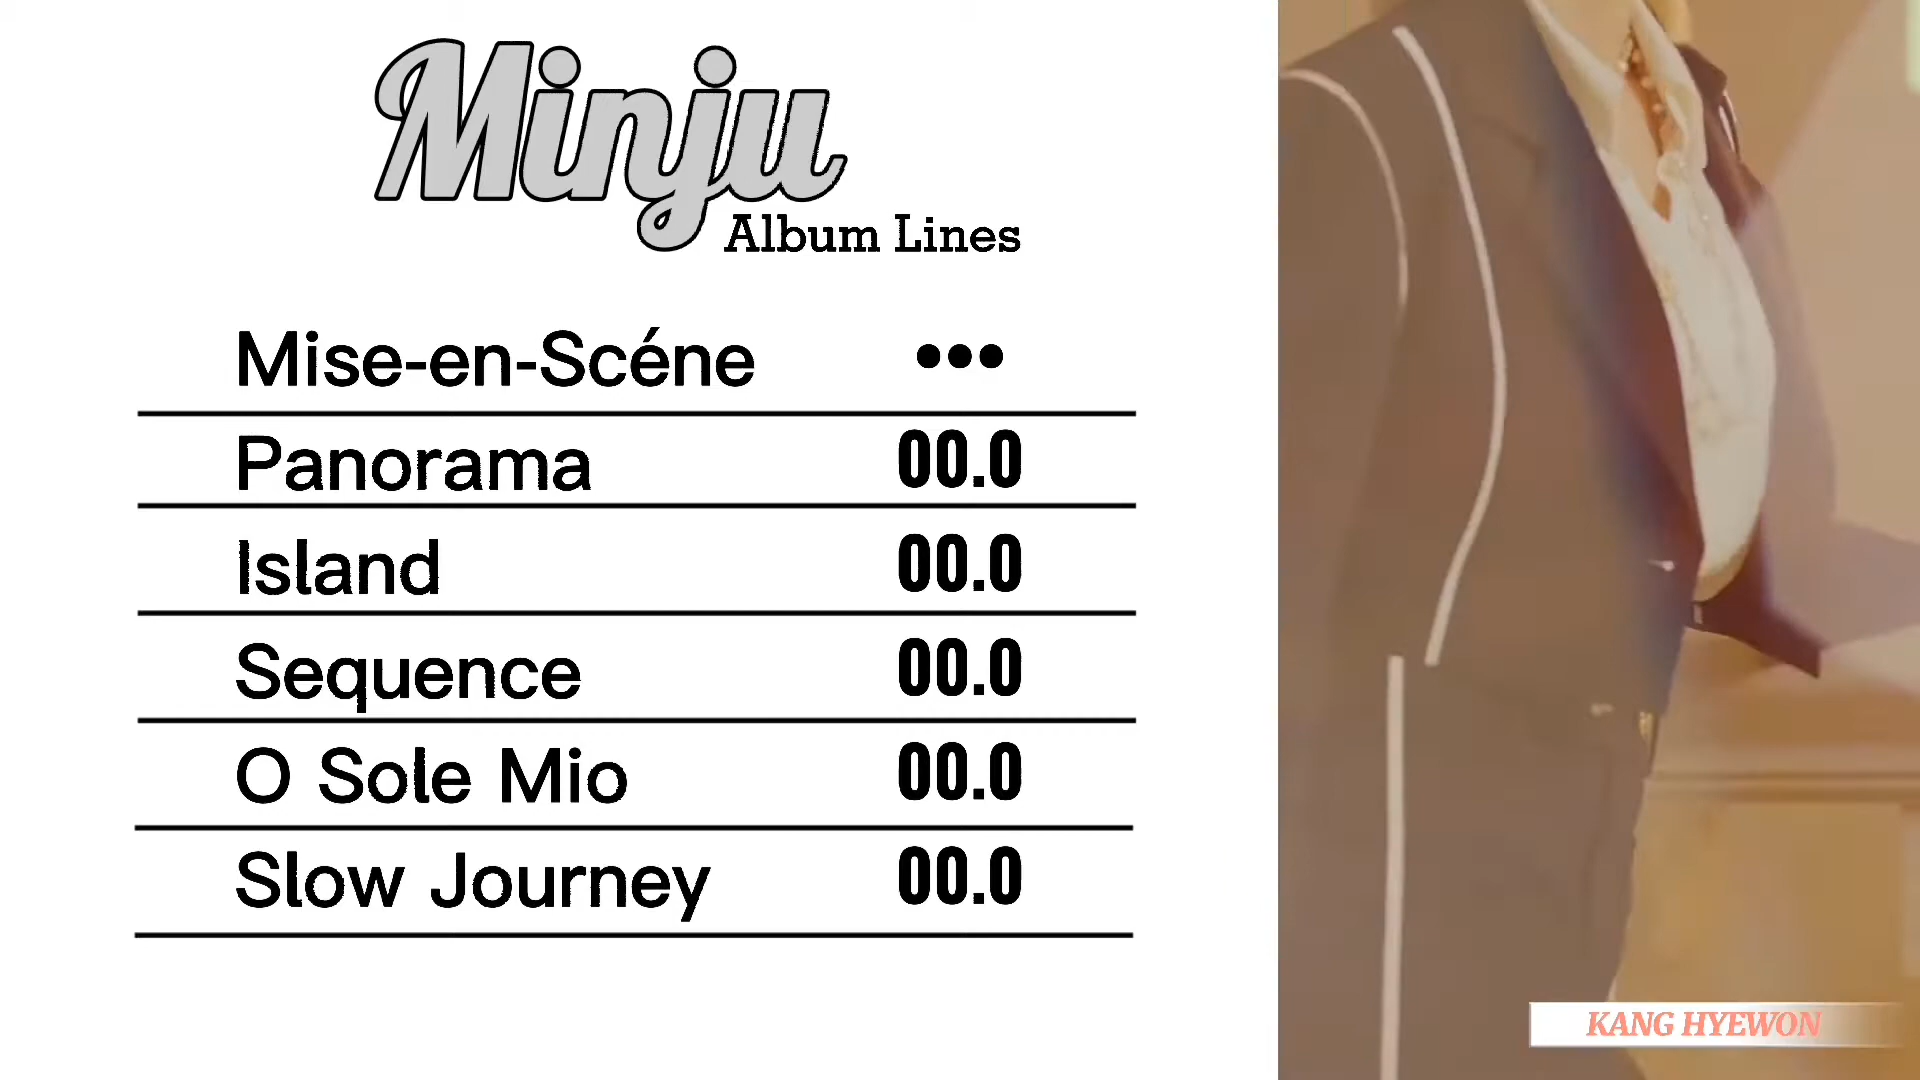 Minju
Album Lines
Mise-en-Scéne •••
Panorama 00.0
Island 00.0
Sequence 00.0
O Sole Mio 00.0
Slow Journey 00.0
KANG HYEWON